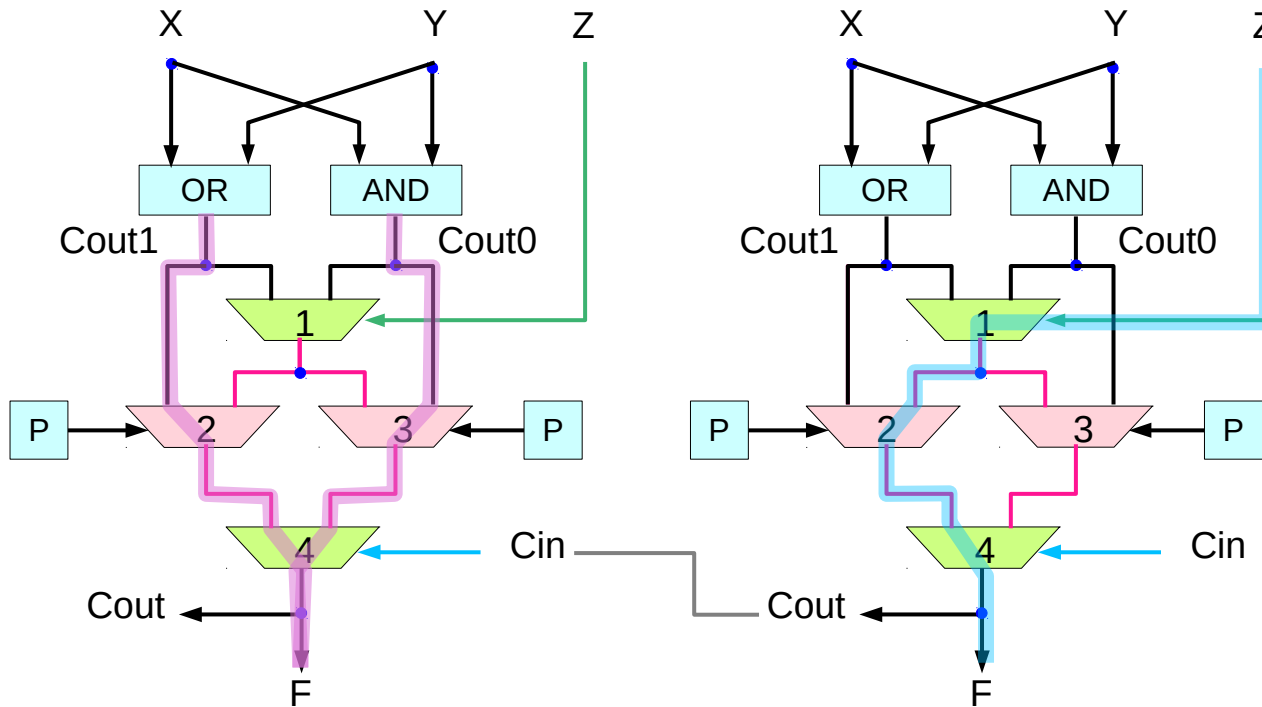 X Y Z X Y Z
OR AND OR AND
Cout1 Cout0 Cout1 Cout0
1 1
P 2 3 P P 2 3 P
4 Cin 4 Cin
Cout Cout
F F